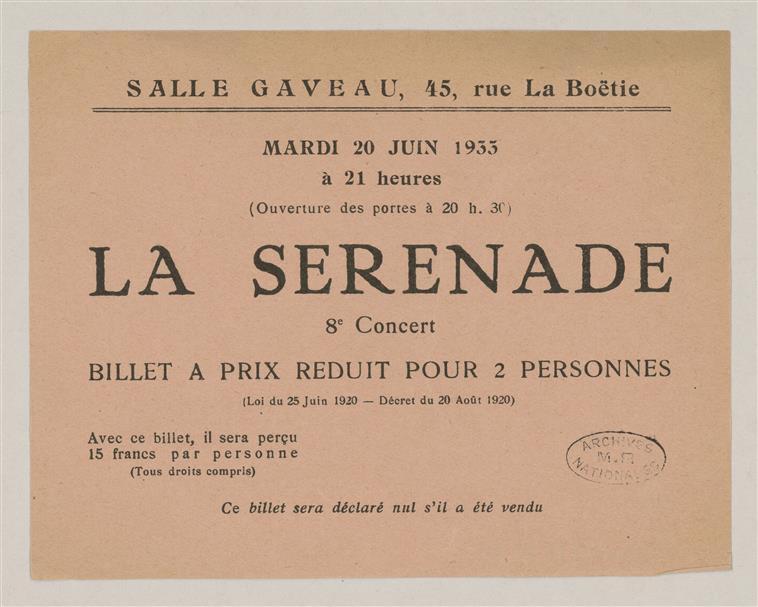 SALLE GAVEAU, 45, rue La Boëtie
MARDI 20 JUIN 1933
à 21 heures
(Ouverture des portes à 20 h. 30)
LA SERENADE
8e Concert
BILLET A PRIX REDUIT POUR 2 PERSONNES
(Loi du 25 Juin 1920 — Décret du 20 Août 1920)
Avec ce billet, il sera perçu
15 francs par personne
(Tous droits compris)
ARCHIVES
NATIONALES
Ce billet sera déclaré nul s'il a été vendu